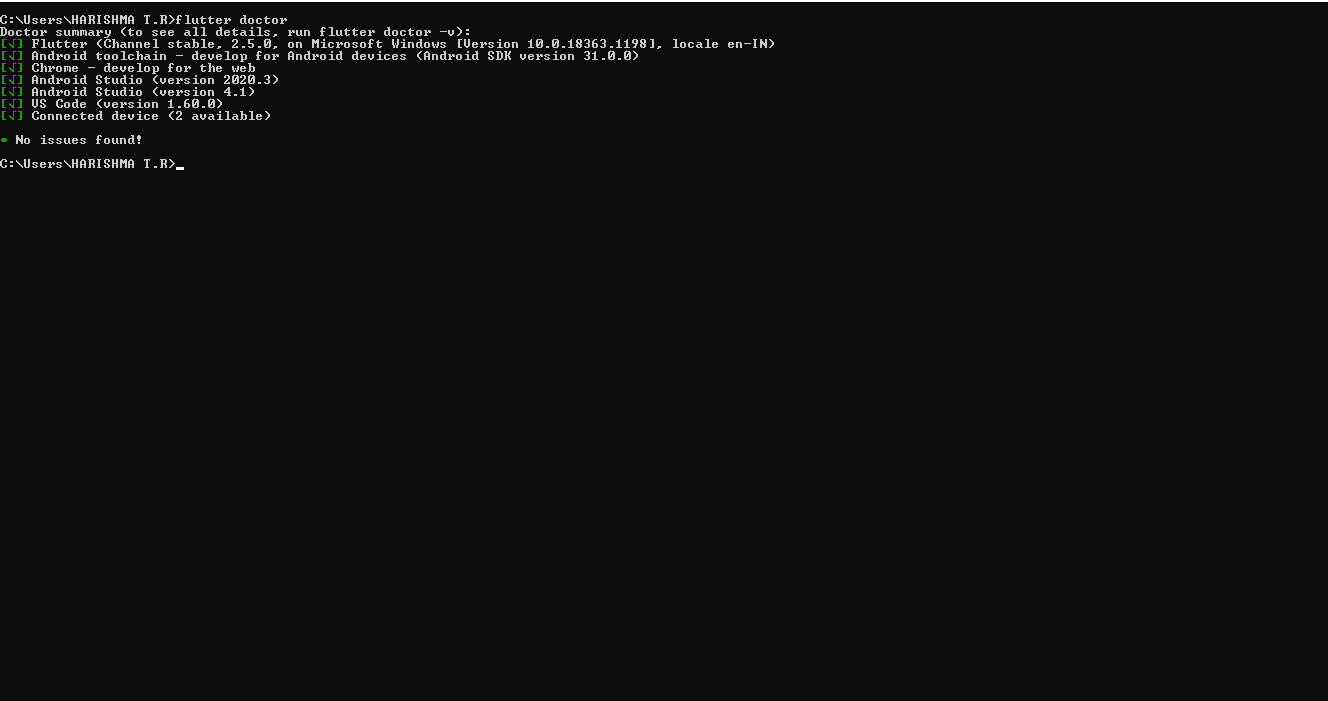 C:\Users\HARISHMA T.R>flutter doctor
Doctor summary (to see all details, run flutter doctor -v):
[√] Flutter (Channel stable, 2.5.0, on Microsoft Windows [Version 10.0.18363.1198], locale en-IN)
[√] Android toolchain - develop for Android devices (Android SDK version 31.0.0)
[√] Chrome - develop for the web
[√] Android Studio (version 2020.3)
[√] Android Studio (version 4.1)
[√] VS Code (version 1.60.0)
[√] Connected device (2 available)
• No issues found!
C:\Users\HARISHMA T.R>